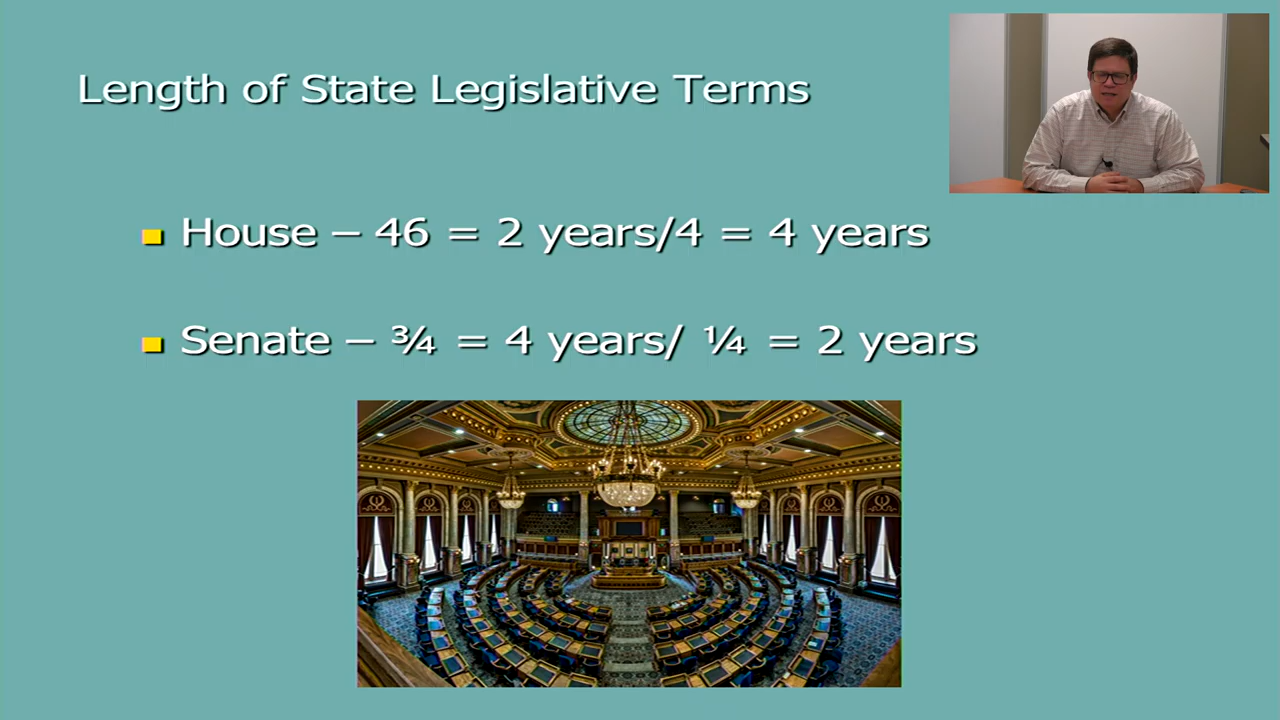 Length of State Legislative Terms
House – 46 = 2 years/4 = 4 years
Senate – ¾ = 4 years/ ¼ = 2 years